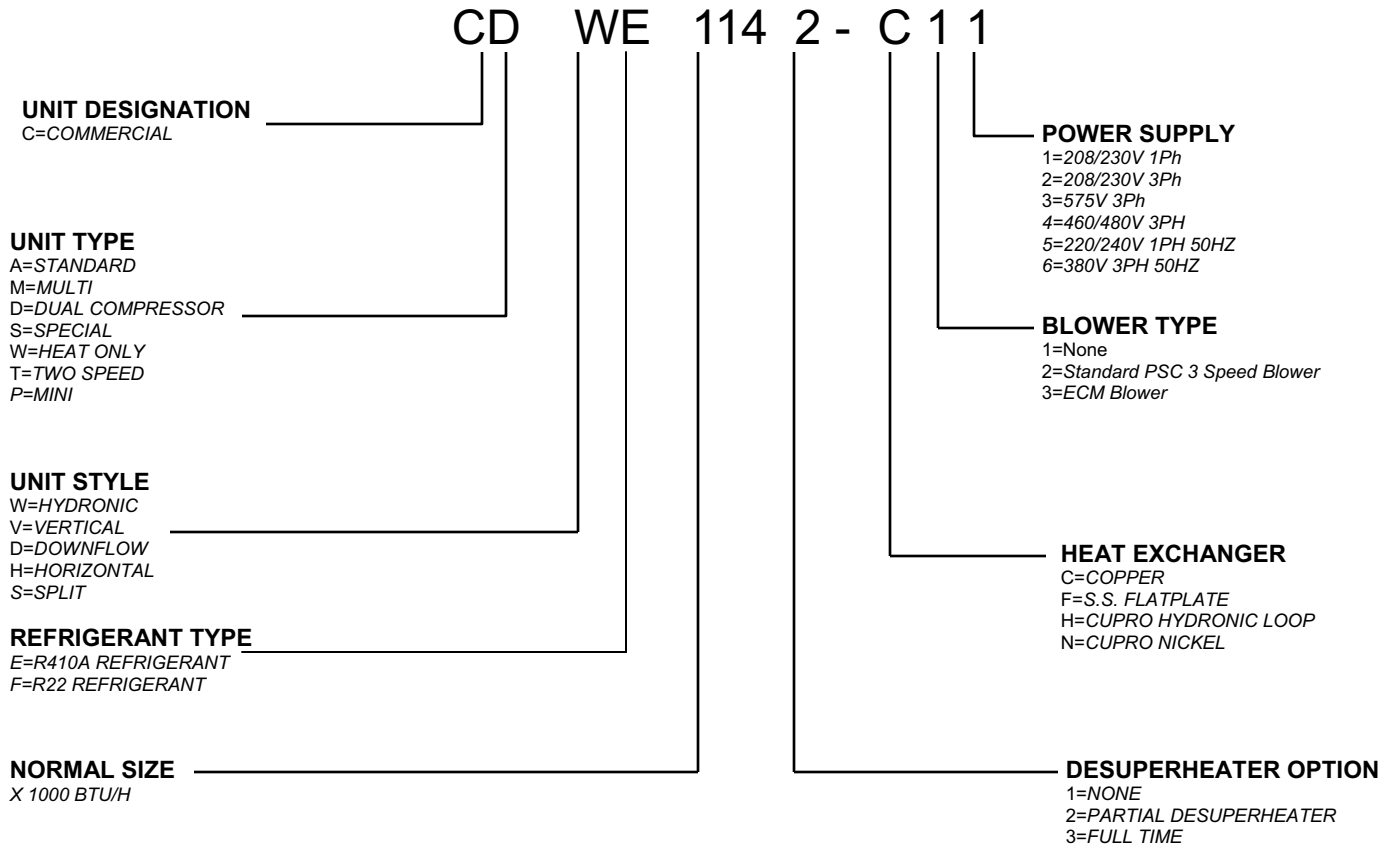 CD WE 114 2 - C 1 1
UNIT DESIGNATION
C=COMMERCIAL
UNIT TYPE
A=STANDARD
M=MULTI
D=DUAL COMPRESSOR
S=SPECIAL
W=HEAT ONLY
T=TWO SPEED
P=MINI
UNIT STYLE
W=HYDRONIC
V=VERTICAL
D=DOWNFLOW
H=HORIZONTAL
S=SPLIT
REFRIGERANT TYPE
E=R410A REFRIGERANT
F=R22 REFRIGERANT
NORMAL SIZE
X 1000 BTU/H
POWER SUPPLY
1=208/230V 1Ph
2=208/230V 3Ph
3=575V 3Ph
4=460/480V 3PH
5=220/240V 1PH 50HZ
6=380V 3PH 50HZ
BLOWER TYPE
1=None
2=Standard PSC 3 Speed Blower
3=ECM Blower
HEAT EXCHANGER
C=COPPER
F=S.S. FLATPLATE
H=CUPRO HYDRONIC LOOP
N=CUPRO NICKEL
DESUPERHEATER OPTION
1=NONE
2=PARTIAL DESUPERHEATER
3=FULL TIME